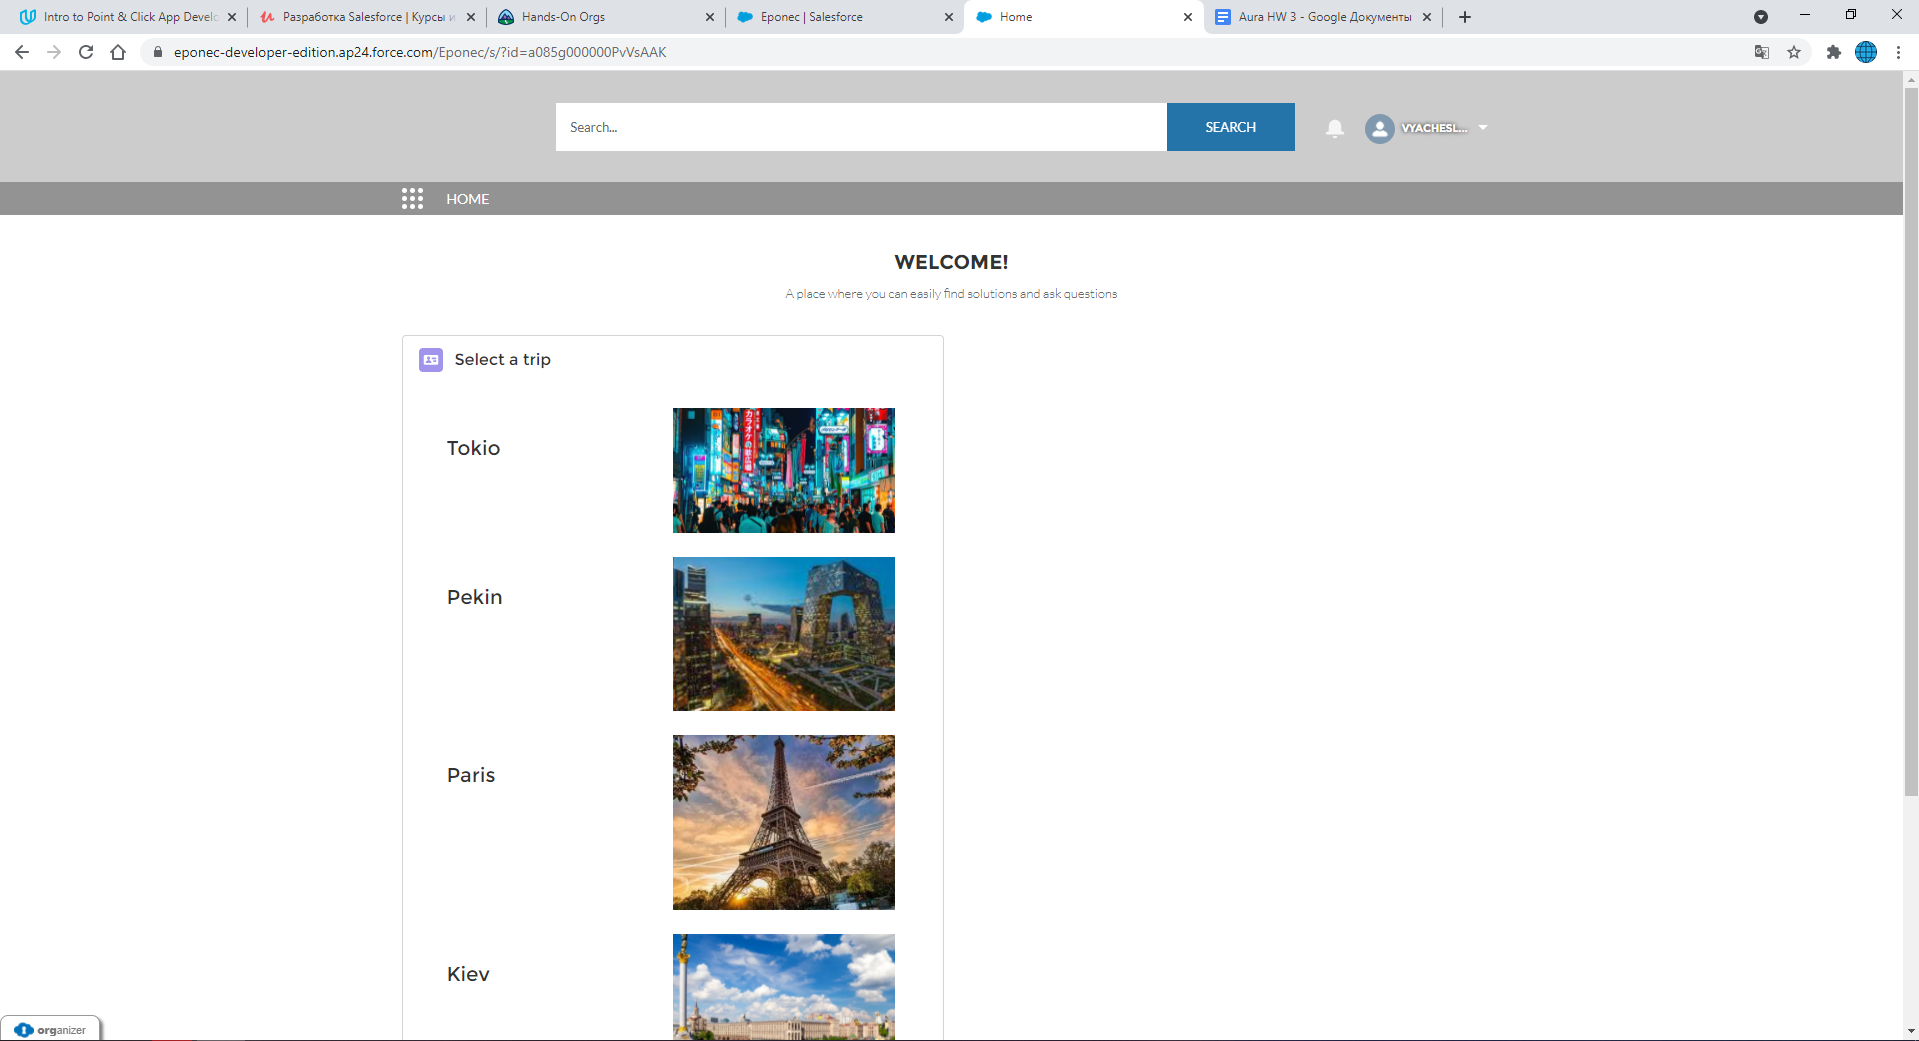 Intro to Point & Click App Develo
Разработка Salesforce | Курсы и
Hands-On Orgs
Eponec | Salesforce
Home
Aura HW 3 - Google Документы
eponec-developer-edition.ap24.force.com/Eponec/s/?id=a085g000000PvVsAAK
Search...
SEARCH
VYACHESL...
HOME
WELCOME!
A place where you can easily find solutions and ask questions
Select a trip
Tokio
Pekin
Paris
Kiev
organizer